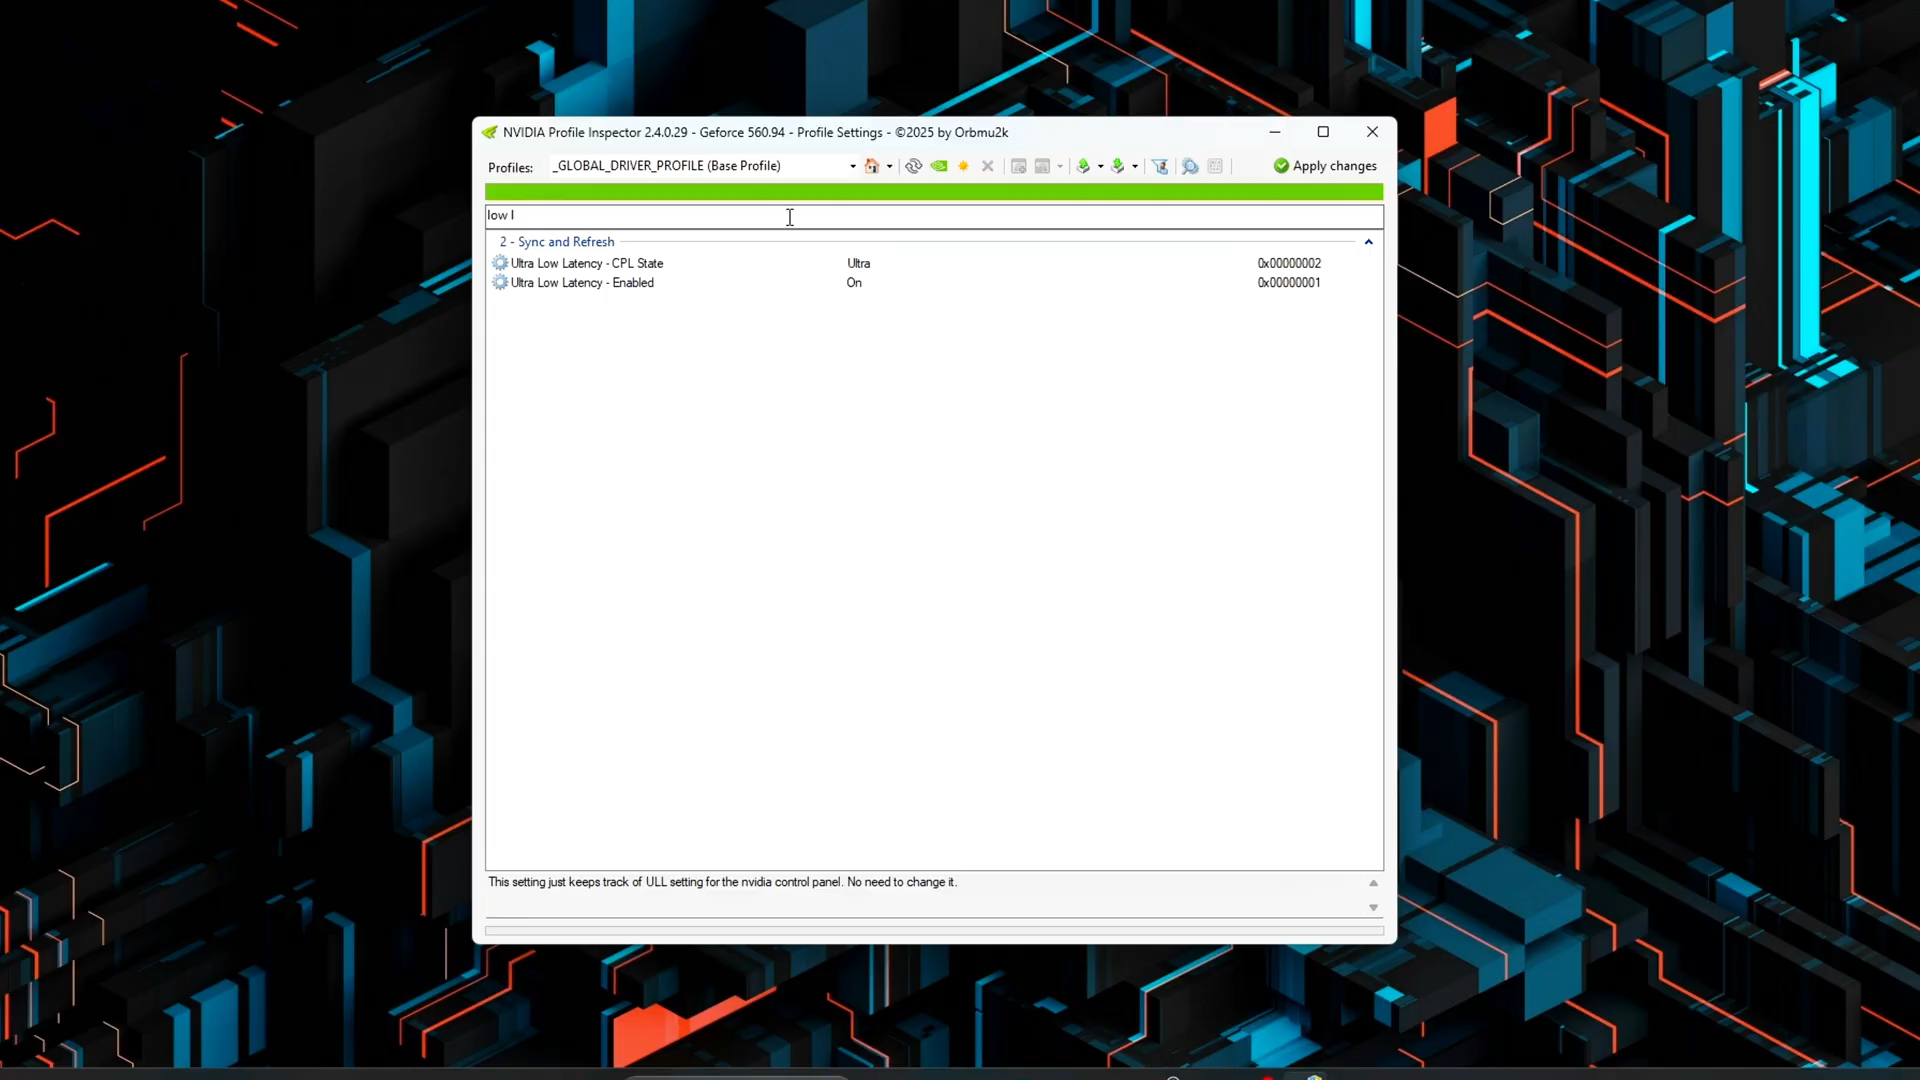 NVIDIA Profile Inspector 2.4.0.29 - Geforce 560.94 - Profile Settings - ©2025 by Orbmu2k
Profiles: _GLOBAL_DRIVER_PROFILE (Base Profile) Apply changes
low l
2 - Sync and Refresh
Ultra Low Latency - CPL State Ultra 0x00000002
Ultra Low Latency - Enabled On 0x00000001
This setting just keeps track of ULL setting for the nvidia control panel. No need to change it.